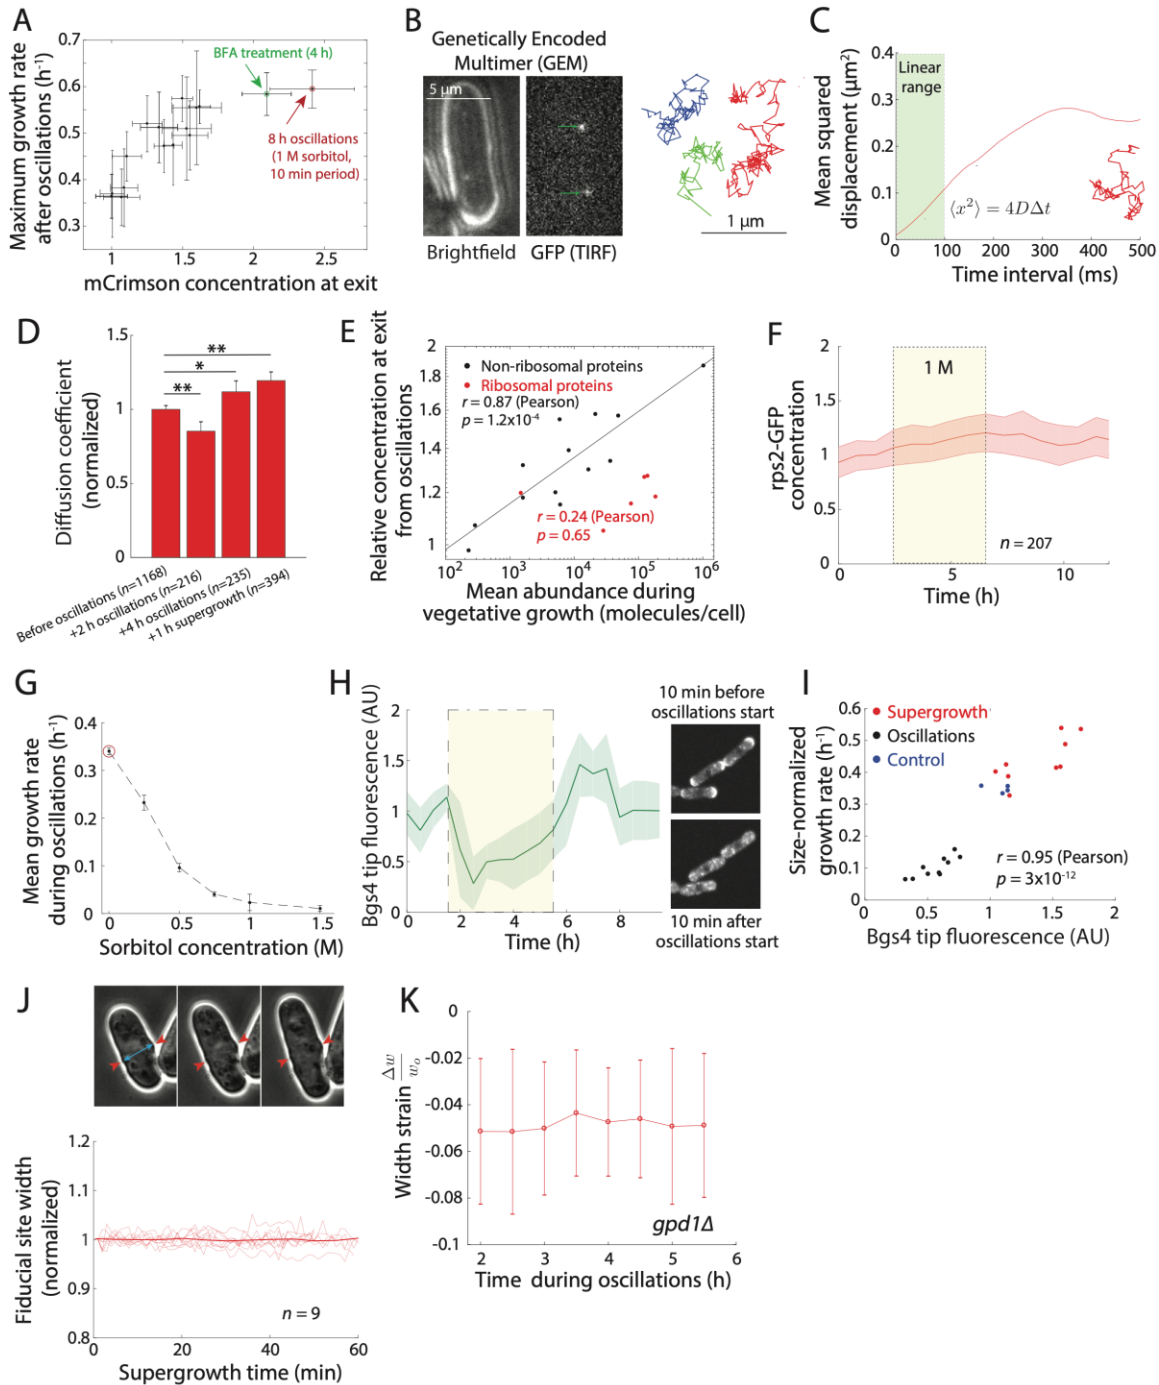 A
Maximum growth rate
after oscillations (h⁻¹)
0.7
0.6
0.5
0.4
0.3
BFA treatment (4 h)
8 h oscillations
(1 M sorbitol,
10 min period)
1
1.5
2
2.5
mCrimson concentration at exit
B
Genetically Encoded
Multimer (GEM)
5 µm
Brightfield
GFP (TIRF)
1 µm
C
Mean squared
displacement (µm²)
0.4
0.3
0.2
0.1
0
Linear
range
⟨x²⟩ = 4DΔt
0
100
200
300
400
500
Time interval (ms)
D
Diffusion coefficient
(normalized)
1.5
1
0.5
0
**
*
**
Before oscillations (n=1168)
+2 h oscillations (n=216)
+4 h oscillations (n=235)
+1 h supergrowth (n=394)
E
Relative concentration at exit
from oscillations
2
1.8
1.6
1.4
1.2
1
Non-ribosomal proteins
Ribosomal proteins
r = 0.87 (Pearson)
p = 1.2x10⁻⁴
r = 0.24 (Pearson)
p = 0.65
10²
10³
10⁴
10⁵
10⁶
Mean abundance during
vegetative growth (molecules/cell)
F
rps2-GFP
concentration
2
1.5
1
0.5
0
1 M
n = 207
0
5
10
Time (h)
G
Mean growth rate
during oscillations (h⁻¹)
0.4
0.3
0.2
0.1
0
0
0.5
1
1.5
Sorbitol concentration (M)
H
Bgs4 tip fluorescence (AU)
2
1.5
1
0.5
0
0
2
4
6
8
Time (h)
10 min before
oscillations start
10 min after
oscillations start
I
Size-normalized
growth rate (h⁻¹)
0.6
0.5
0.4
0.3
0.2
0.1
0
Supergrowth
Oscillations
Control
r = 0.95 (Pearson)
p = 3x10⁻¹²
0
0.5
1
1.5
2
Bgs4 tip fluorescence (AU)
J
Fiducial site width
(normalized)
1.2
1.1
1
0.9
0.8
n = 9
0
20
40
60
Supergrowth time (min)
K
Width strain Δw/wₒ
0
-0.02
-0.04
-0.06
-0.08
-0.1
gpd1Δ
2
3
4
5
6
Time during oscillations (h)